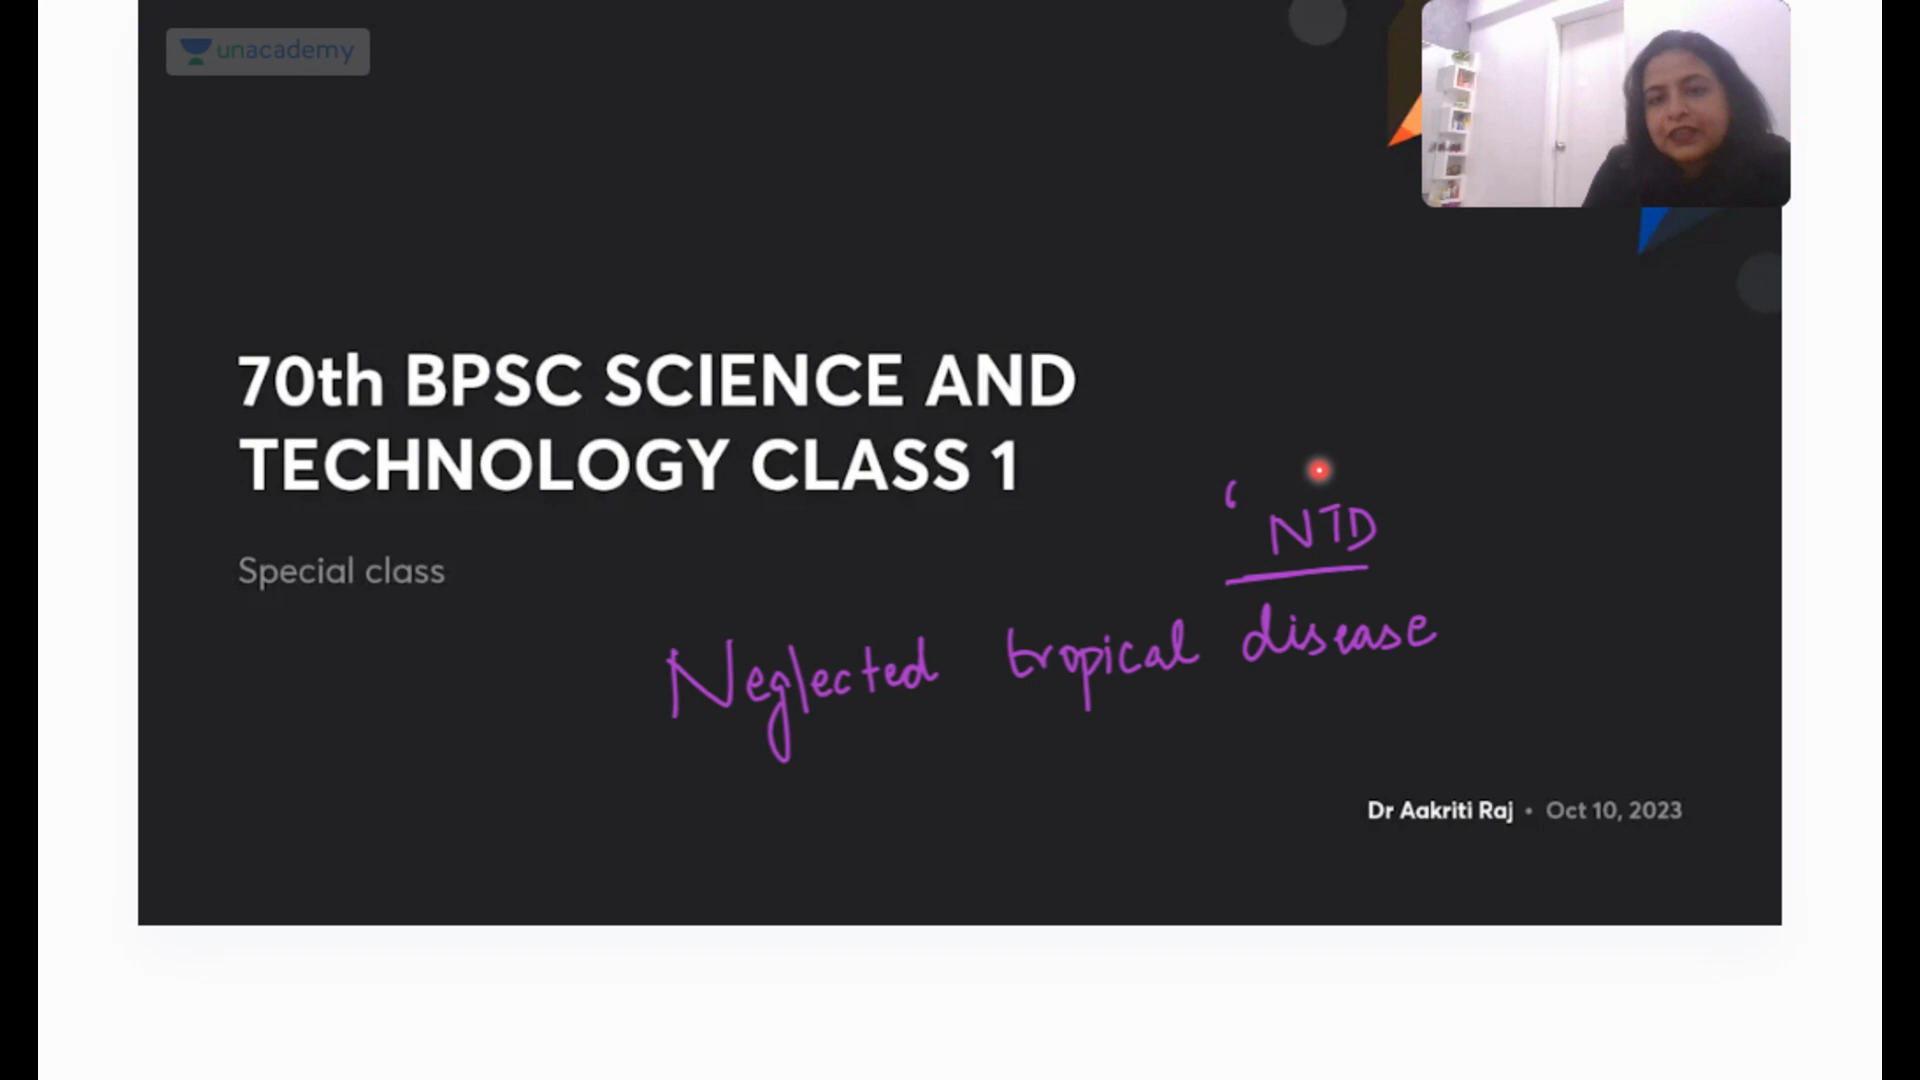 unacademy
70th BPSC SCIENCE AND
TECHNOLOGY CLASS 1
Special class
NTD
Neglected tropical disease
Dr Aakriti Raj • Oct 10, 2023